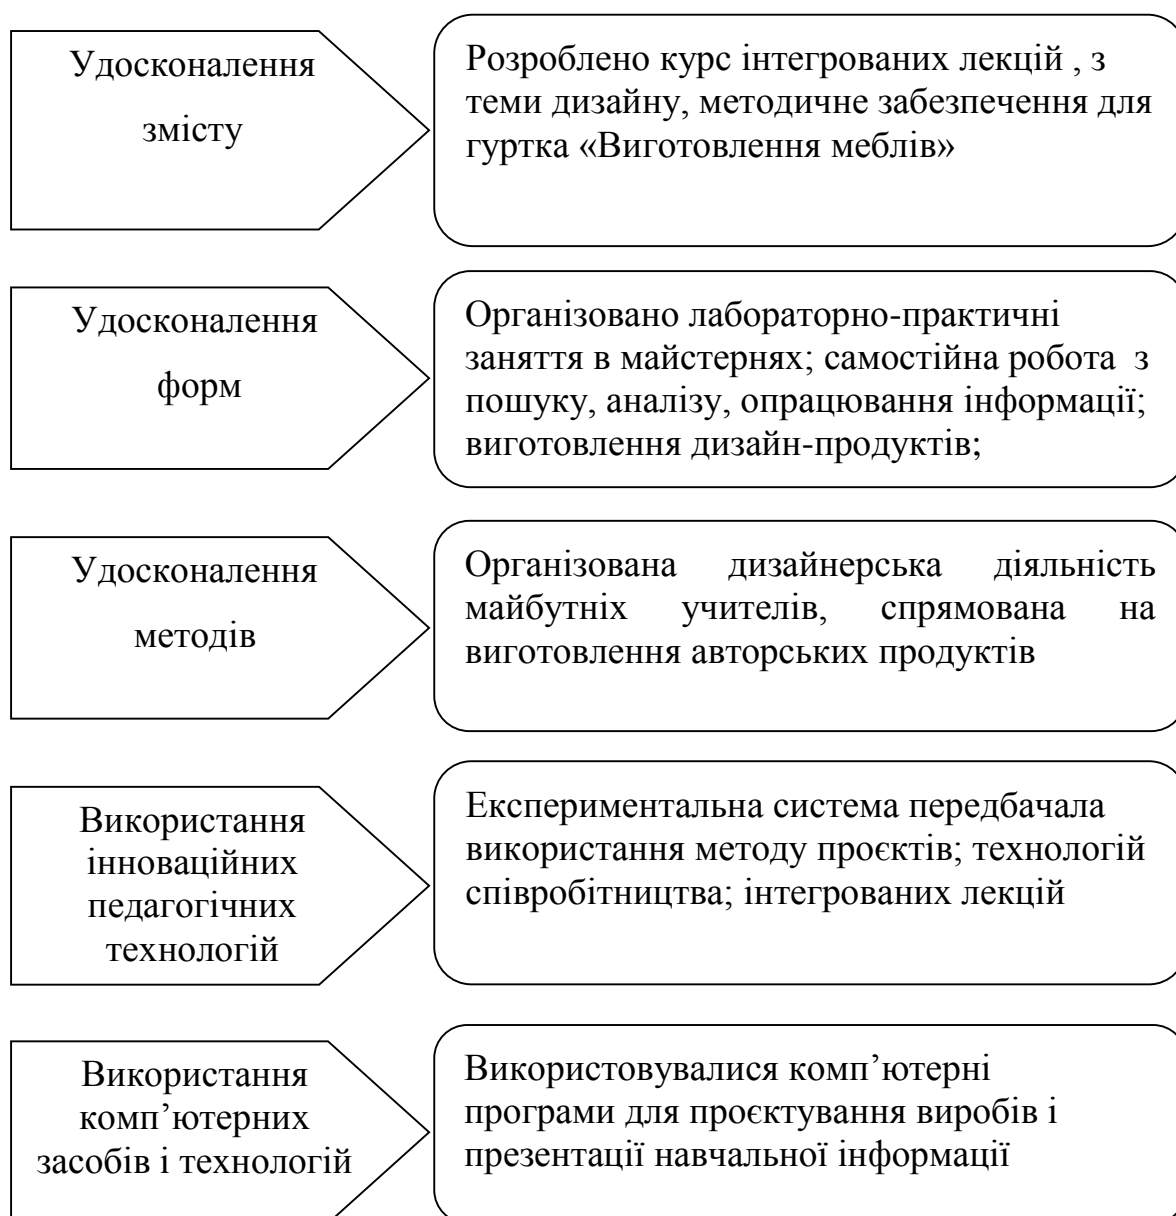 Удосконалення
змісту
Розроблено курс інтегрованих лекцій , з
теми дизайну, методичне забезпечення для
гуртка «Виготовлення меблів»
Удосконалення
форм
Організовано лабораторно-практичні
заняття в майстернях; самостійна робота з
пошуку, аналізу, опрацювання інформації;
виготовлення дизайн-продуктів;
Удосконалення
методів
Організована дизайнерська діяльність
майбутніх учителів, спрямована на
виготовлення авторських продуктів
Використання
інноваційних
педагогічних
технологій
Експериментальна система передбачала
використання методу проєктів; технологій
співробітництва; інтегрованих лекцій
Використання
комп’ютерних
засобів і технологій
Використовувалися комп’ютерні
програми для проєктування виробів і
презентації навчальної інформації